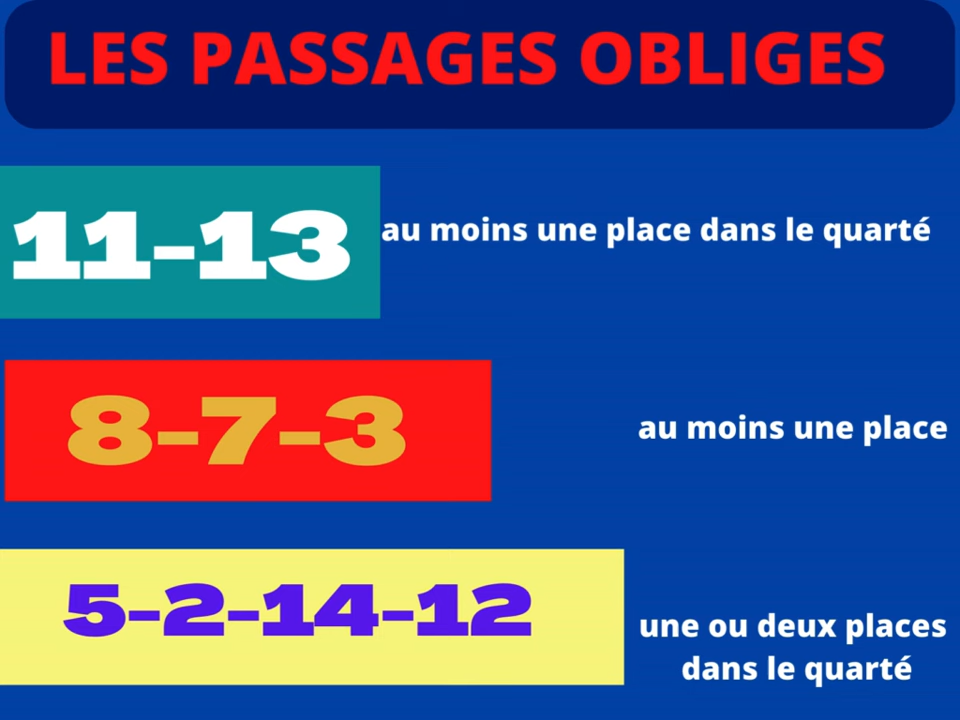 LES PASSAGES OBLIGES
11-13
au moins une place dans le quarté
8-7-3
au moins une place
5-2-14-12
une ou deux places
dans le quarté